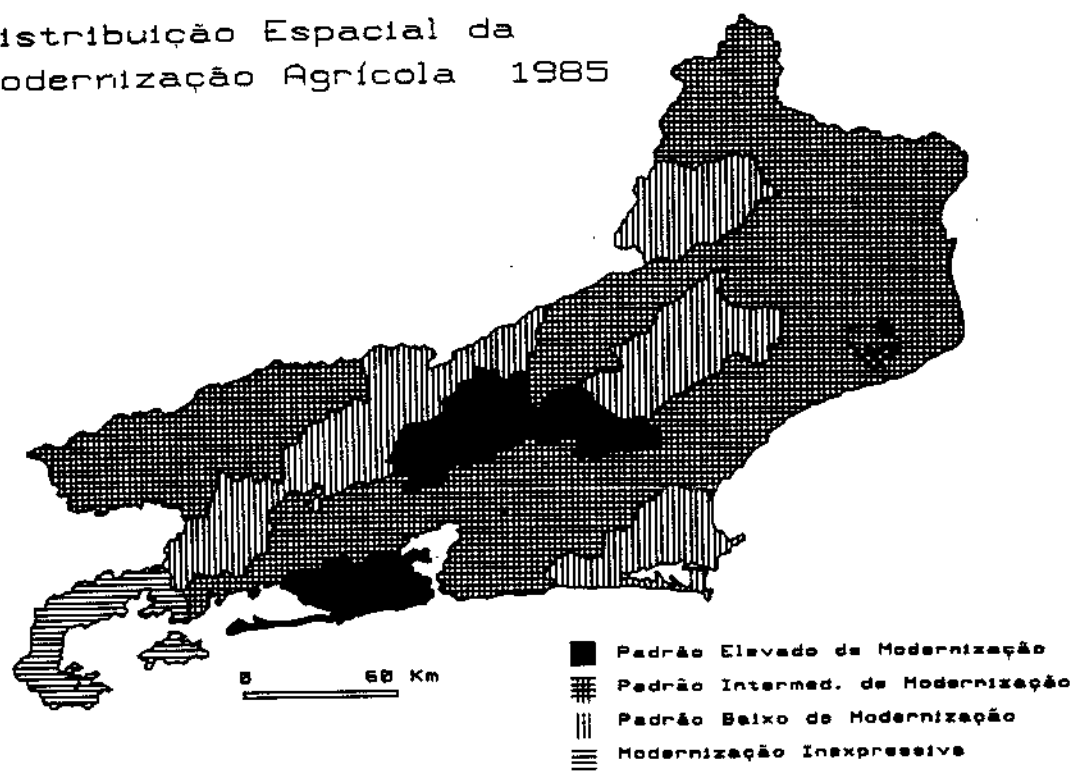 istribuição Espacial da
odernização Agrícola 1985
0 60 Km
Padrão Elevado de Modernização
Padrão Intermed. de Modernização
Padrão Baixo de Modernização
Modernização Inexpressiva